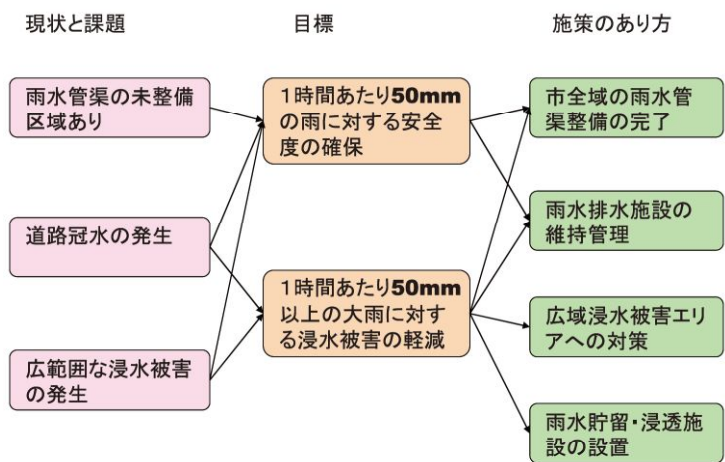 現状と課題
目標
施策のあり方
雨水管渠の未整備
区域あり
道路冠水の発生
広範囲な浸水被害
の発生
1時間あたり50mm
の雨に対する安全
度の確保
1時間あたり50mm
以上の大雨に対す
る浸水被害の軽減
市全域の雨水管
渠整備の完了
雨水排水施設の
維持管理
広域浸水被害エリ
アへの対策
雨水貯留・浸透施
設の設置